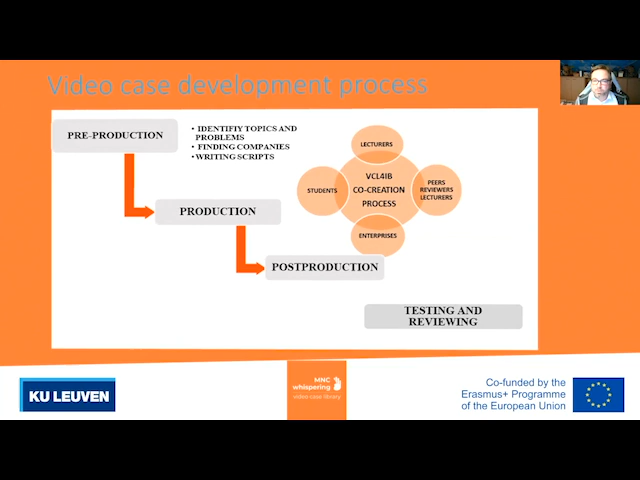 Video case development process
PRE-PRODUCTION
• IDENTIFIY TOPICS AND
PROBLEMS
• FINDING COMPANIES
• WRITING SCRIPTS
PRODUCTION
POSTPRODUCTION
LECTURERS
STUDENTS
VCL4IB
CO-CREATION
PROCESS
PEERS
REVIEWERS
LECTURERS
ENTERPRISES
TESTING AND
REVIEWING
KU LEUVEN
MNC
whispering
video-case library
Co-funded by the
Erasmus+ Programme
of the European Union